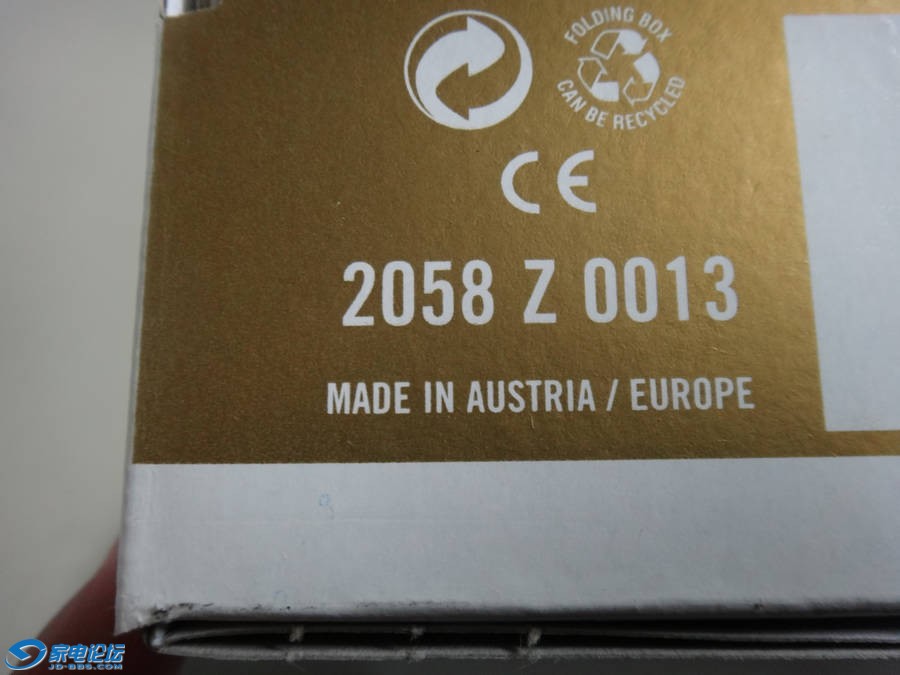 FOLDING BOX
CAN BE RECYCLED
CE
2058 Z 0013
MADE IN AUSTRIA / EUROPE
家电论坛
JD-BBS.COM